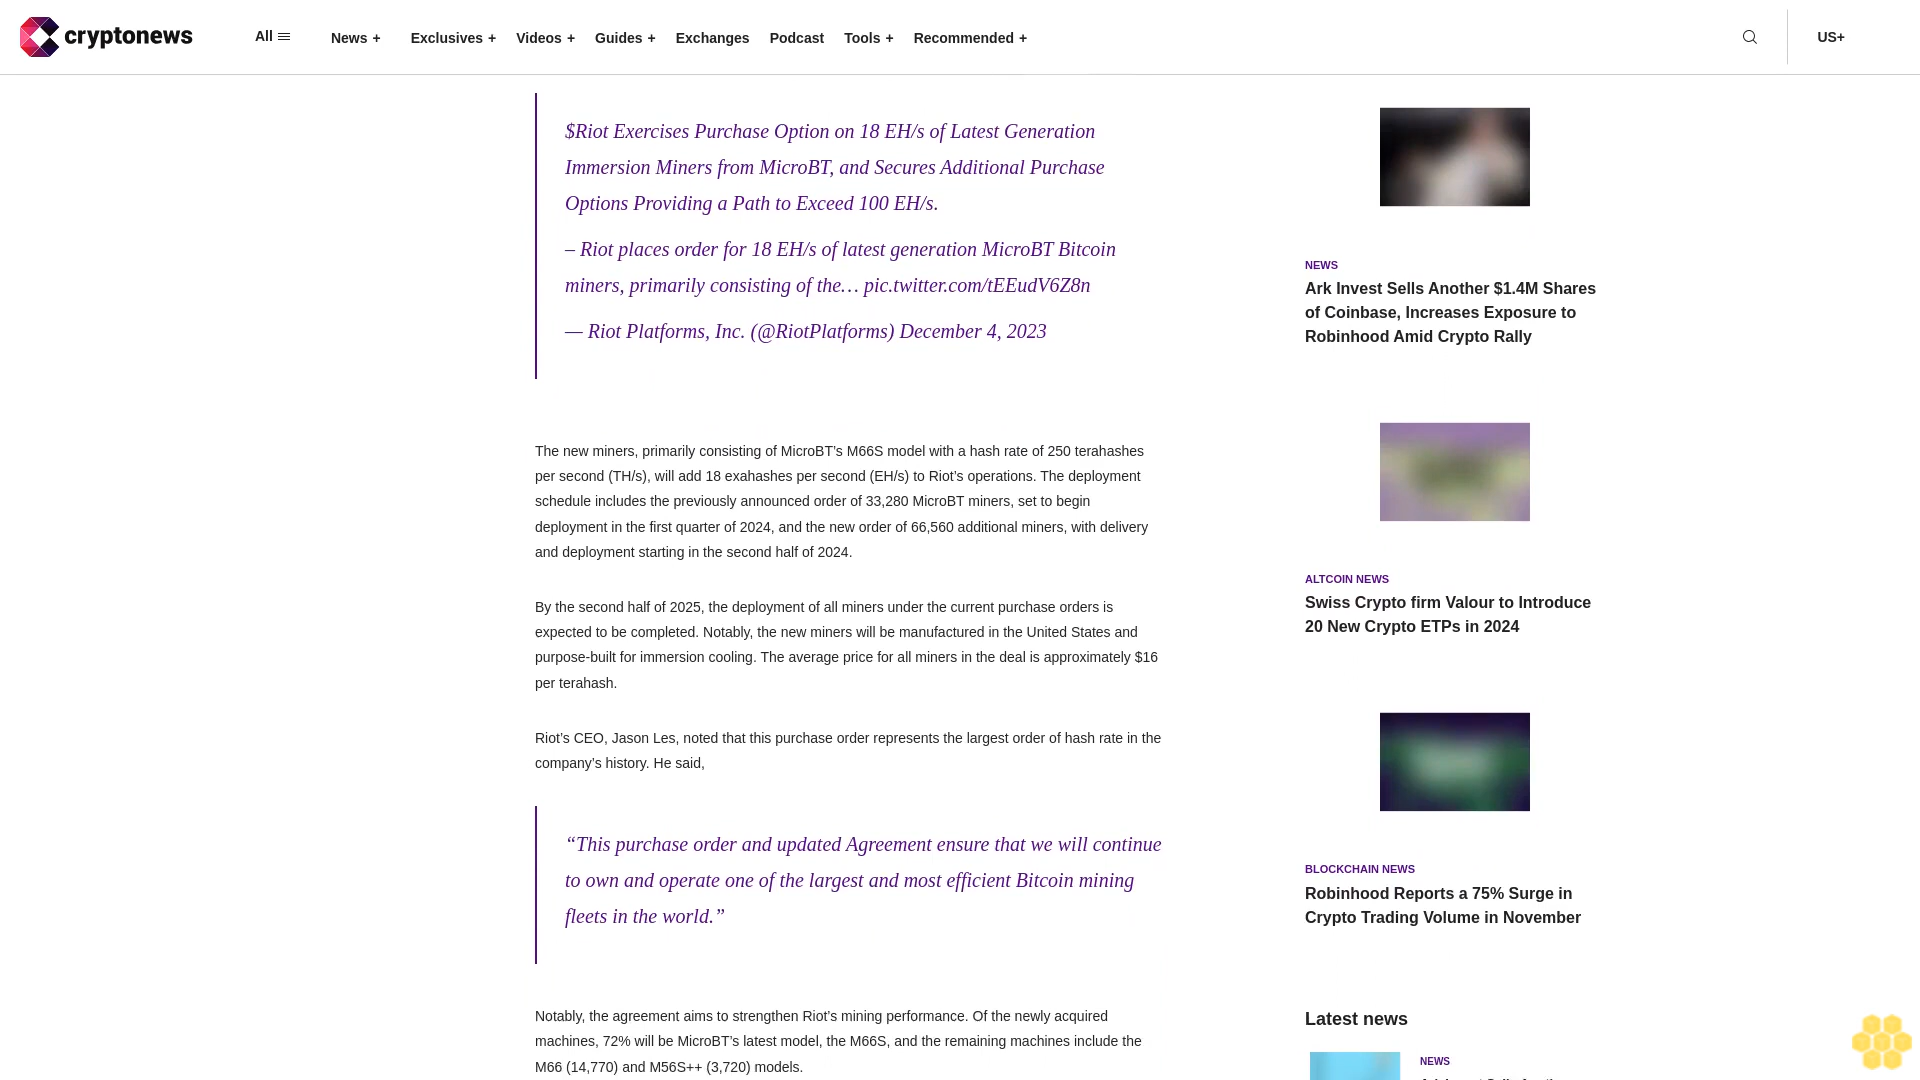 cryptonews
All
News +
Exclusives +
Videos +
Guides +
Exchanges
Podcast
Tools +
Recommended +
US+
$Riot Exercises Purchase Option on 18 EH/s of Latest Generation
Immersion Miners from MicroBT, and Secures Additional Purchase
Options Providing a Path to Exceed 100 EH/s.
– Riot places order for 18 EH/s of latest generation MicroBT Bitcoin
miners, primarily consisting of the… pic.twitter.com/tEEudV6Z8n
— Riot Platforms, Inc. (@RiotPlatforms) December 4, 2023
The new miners, primarily consisting of MicroBT’s M66S model with a hash rate of 250 terahashes
per second (TH/s), will add 18 exahashes per second (EH/s) to Riot’s operations. The deployment
schedule includes the previously announced order of 33,280 MicroBT miners, set to begin
deployment in the first quarter of 2024, and the new order of 66,560 additional miners, with delivery
and deployment starting in the second half of 2024.
By the second half of 2025, the deployment of all miners under the current purchase orders is
expected to be completed. Notably, the new miners will be manufactured in the United States and
purpose-built for immersion cooling. The average price for all miners in the deal is approximately $16
per terahash.
Riot’s CEO, Jason Les, noted that this purchase order represents the largest order of hash rate in the
company’s history. He said,
“This purchase order and updated Agreement ensure that we will continue
to own and operate one of the largest and most efficient Bitcoin mining
fleets in the world.”
Notably, the agreement aims to strengthen Riot’s mining performance. Of the newly acquired
machines, 72% will be MicroBT’s latest model, the M66S, and the remaining machines include the
M66 (14,770) and M56S++ (3,720) models.
NEWS
Ark Invest Sells Another $1.4M Shares
of Coinbase, Increases Exposure to
Robinhood Amid Crypto Rally
ALTCOIN NEWS
Swiss Crypto firm Valour to Introduce
20 New Crypto ETPs in 2024
BLOCKCHAIN NEWS
Robinhood Reports a 75% Surge in
Crypto Trading Volume in November
Latest news
NEWS